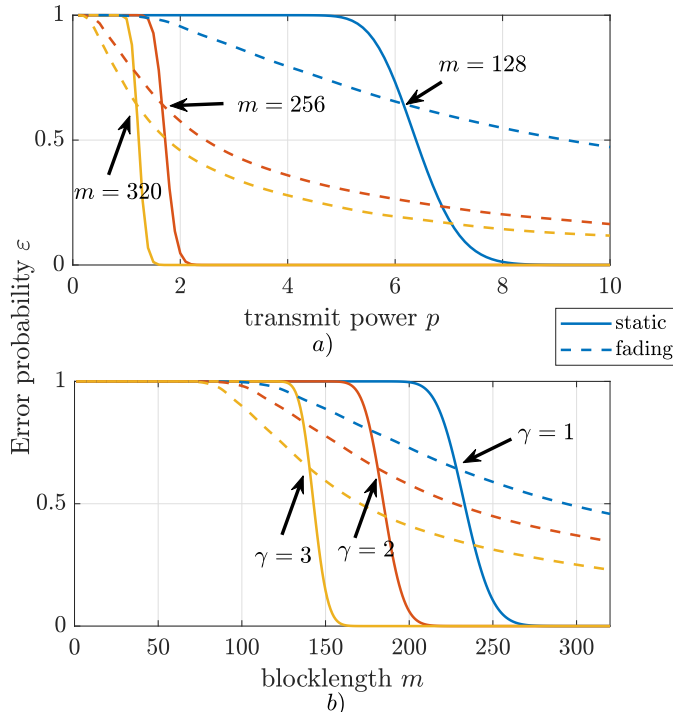 Error probability ε
1
0.5
0
m = 128
m = 256
m = 320
0 2 4 6 8 10
transmit power p
a)
static
fading
1
0.5
0
γ = 1
γ = 3
γ = 2
0 50 100 150 200 250 300
blocklength m
b)